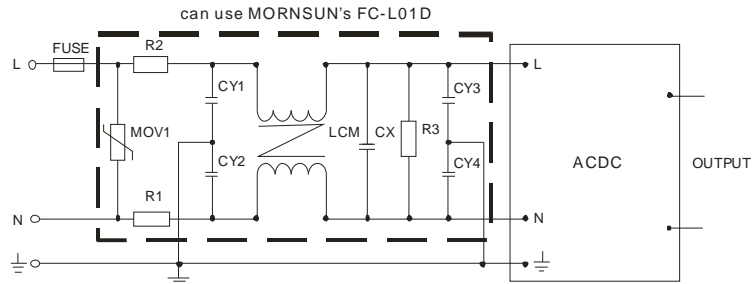 can use MORNSUN's FC-L01D
FUSE
R2
L
L
CY1
CY3
MOV1
LCM
CX
R3
ACDC
OUTPUT
CY2
CY4
R1
N
N